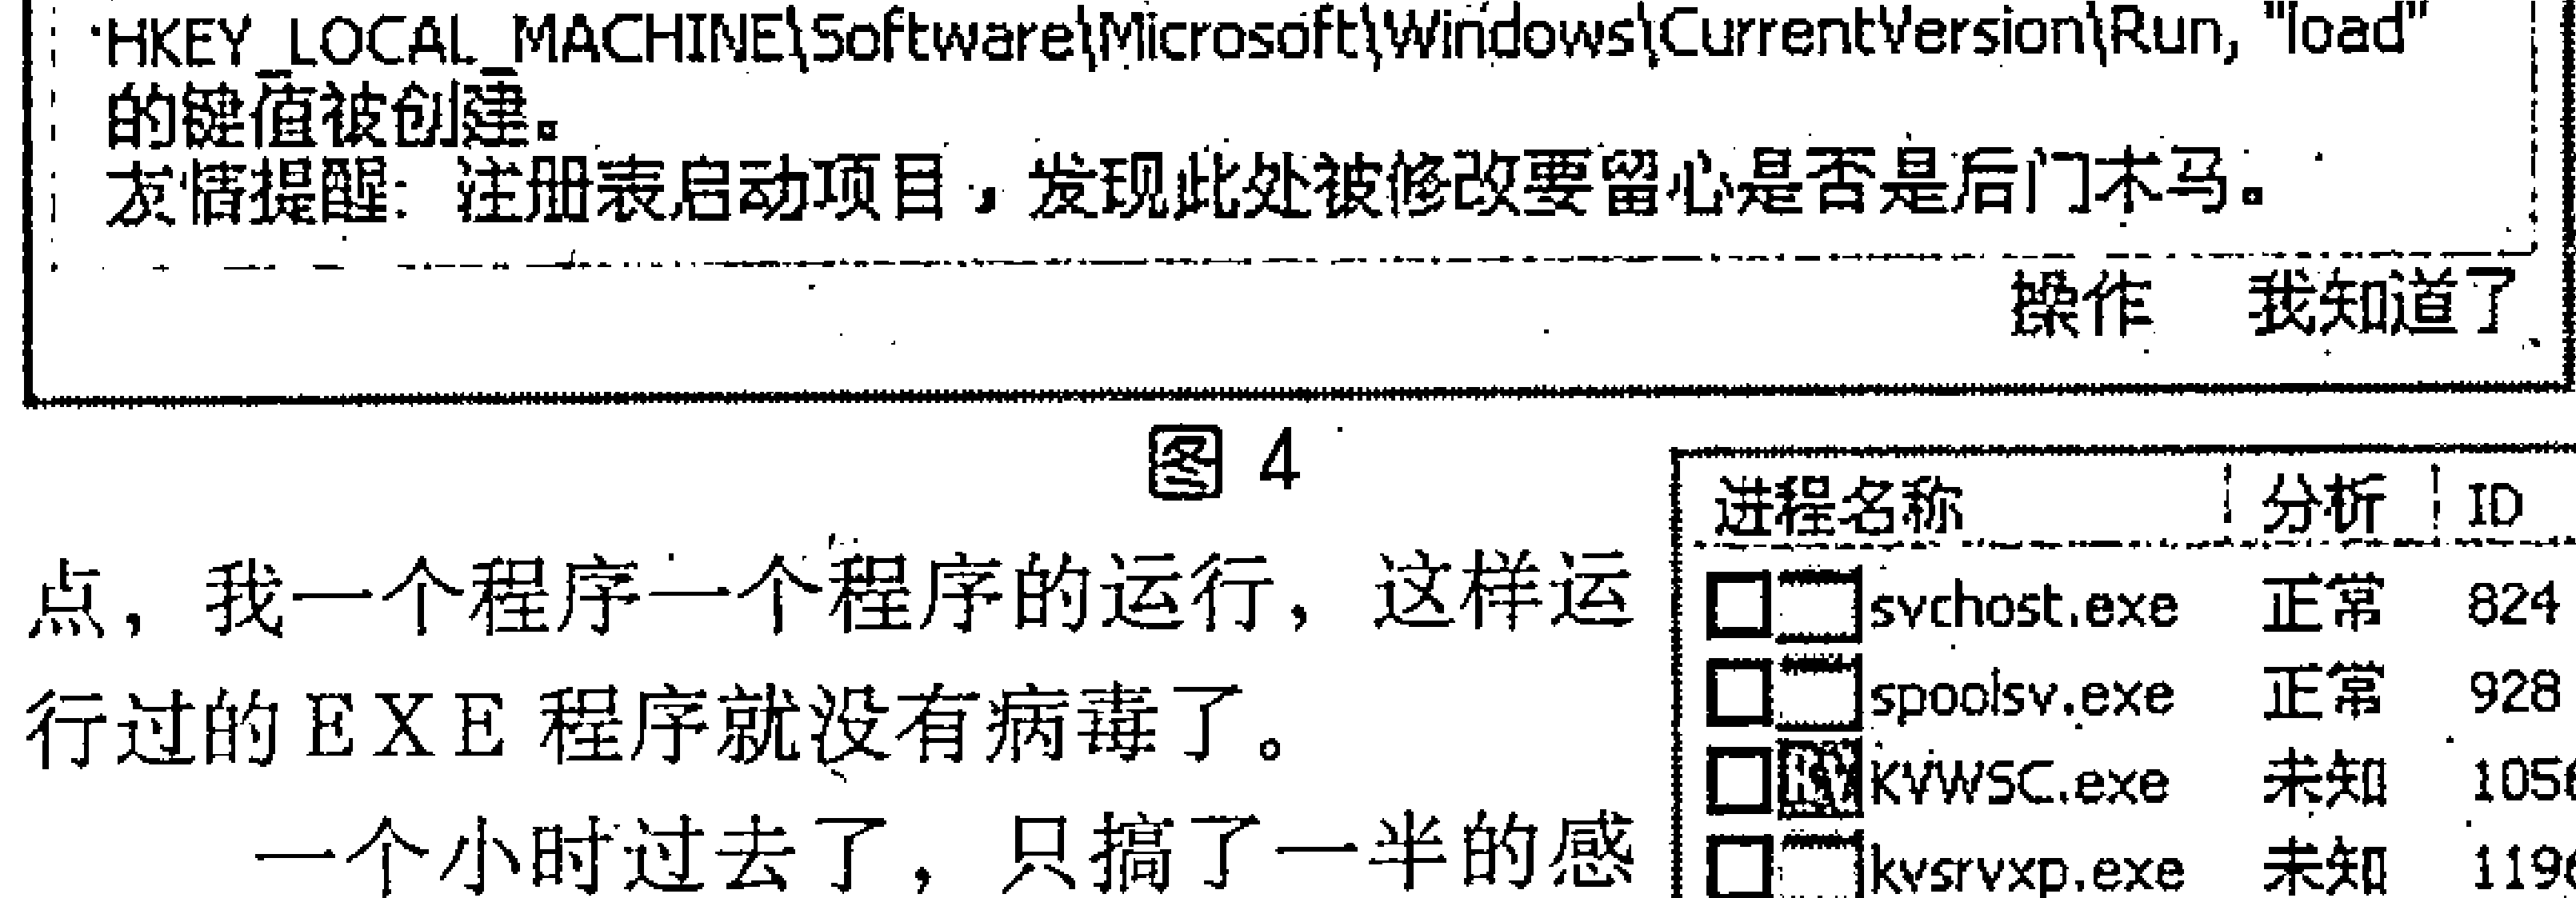 HKEY_LOCAL_MACHINE\Software\Microsoft\Windows\CurrentVersion\Run, "load"
的键值被创建。
友情提醒: 注册表启动项目，发现此处被修改要留心是否是后门木马。
操作 我知道了
图 4
点，我一个程序一个程序的运行，这样运
行过的EXE 程序就没有病毒了。
一个小时过去了，只搞了一半的感
进程名称 分析 ID
svchost.exe 正常 824
spoolsv.exe 正常 928
KVWSC.exe 未知 1056
kvsrvxp.exe 未知 1196